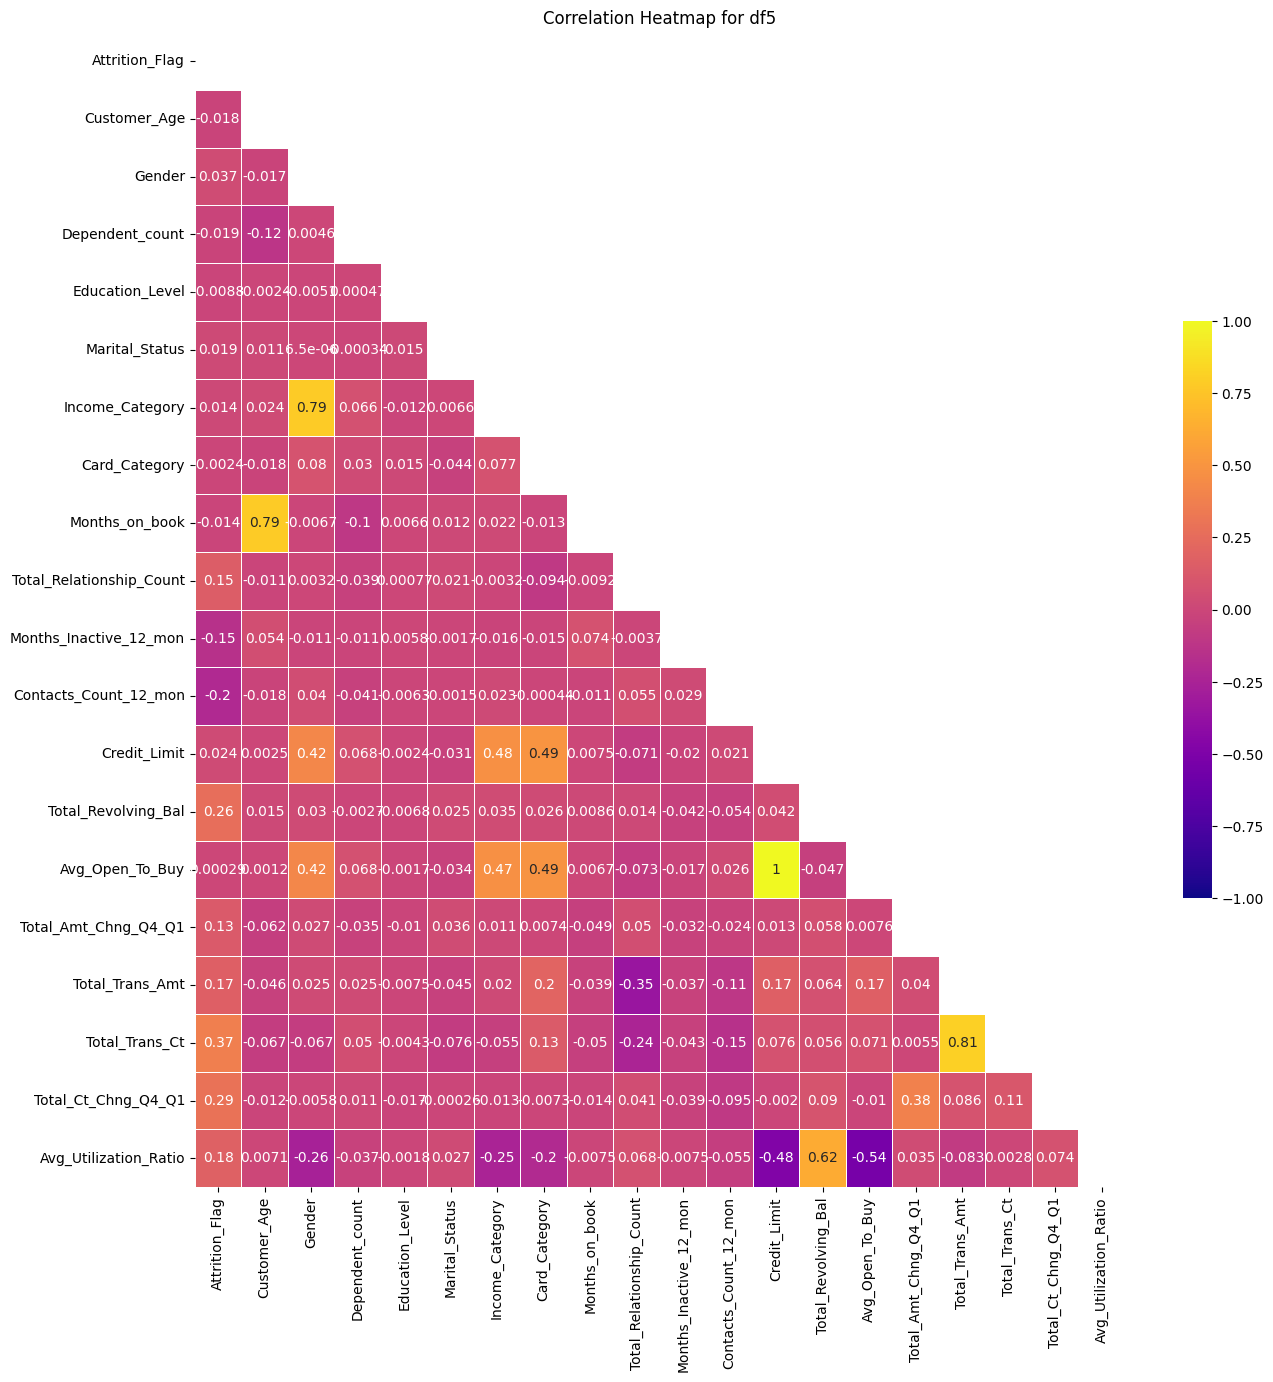 Correlation Heatmap for df5
Attrition_Flag
Customer_Age -0.018
Gender 0.037 -0.017
Dependent_count -0.019 -0.12 0.0046
Education_Level -0.0088 -0.0024 -0.0051 0.00047
Marital_Status 0.019 0.011 6.5e-06 -0.00034 0.015
Income_Category 0.014 0.024 0.79 0.066 -0.012 0.0066
Card_Category 0.0024 -0.018 0.08 0.03 0.015 -0.044 0.077
Months_on_book -0.014 0.79 -0.0067 -0.1 0.0066 0.012 0.022 -0.013
Total_Relationship_Count 0.15 -0.011 0.0032 -0.039 0.00077 0.021 -0.0032 -0.094 -0.0092
Months_Inactive_12_mon -0.15 0.054 -0.011 -0.011 0.0058 -0.0017 -0.016 -0.015 0.074 -0.0037
Contacts_Count_12_mon -0.2 -0.018 0.04 -0.041 -0.0063 -0.0015 0.023 -0.00044 -0.011 0.055 0.029
Credit_Limit 0.024 0.0025 0.42 0.068 -0.0024 -0.031 0.48 0.49 0.0075 -0.071 -0.02 0.021
Total_Revolving_Bal 0.26 0.015 0.03 -0.0027 -0.0068 0.025 0.035 0.026 0.0086 0.014 -0.042 -0.054 0.042
Avg_Open_To_Buy 0.0012 0.42 0.068 -0.0017 -0.034 0.47 0.49 0.0067 -0.073 -0.017 0.026 1 -0.047
Total_Amt_Chng_Q4_Q1 0.13 -0.062 0.027 -0.035 -0.01 0.036 0.011 0.0074 -0.049 0.05 -0.032 -0.024 0.013 0.058 0.0076
Total_Trans_Amt 0.17 -0.046 0.025 0.025 -0.0075 -0.045 0.02 0.2 -0.039 -0.35 -0.037 -0.11 0.17 0.064 0.17 0.04
Total_Trans_Ct 0.37 -0.067 -0.067 0.05 -0.0043 -0.076 -0.055 0.13 -0.05 -0.24 -0.043 -0.15 0.076 0.056 0.071 0.0055 0.81
Total_Ct_Chng_Q4_Q1 0.29 -0.012 -0.0058 0.011 -0.017 0.00026 -0.013 -0.0073 -0.014 0.041 -0.039 -0.095 -0.002 0.09 -0.01 0.38 0.086 0.11
Avg_Utilization_Ratio 0.18 0.0071 -0.26 -0.037 -0.0018 0.027 -0.25 -0.2 -0.0075 0.068 -0.0075 -0.055 -0.48 0.62 -0.54 0.035 -0.083 0.0028 0.074
Attrition_Flag
Customer_Age
Gender
Dependent_count
Education_Level
Marital_Status
Income_Category
Card_Category
Months_on_book
Total_Relationship_Count
Months_Inactive_12_mon
Contacts_Count_12_mon
Credit_Limit
Total_Revolving_Bal
Avg_Open_To_Buy
Total_Amt_Chng_Q4_Q1
Total_Trans_Amt
Total_Trans_Ct
Total_Ct_Chng_Q4_Q1
Avg_Utilization_Ratio
1.00
0.75
0.50
0.25
0.00
−0.25
−0.50
−0.75
−1.00